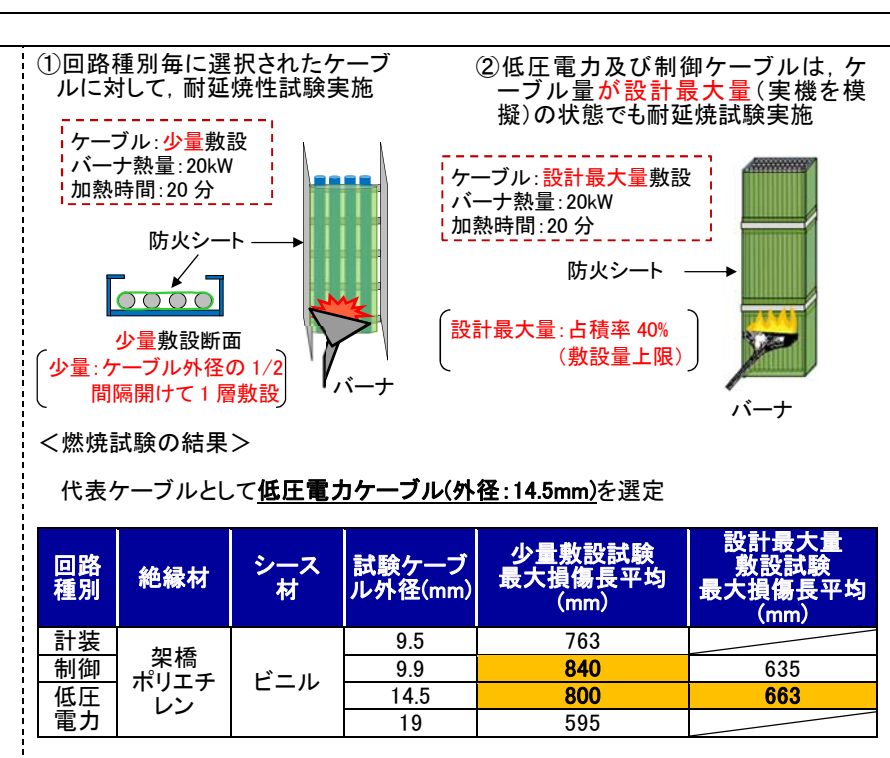 ①回路種別毎に選択されたケーブ
ルに対して,耐延焼性試験実施
ケーブル:少量敷設
バーナ熱量:20kW
加熱時間:20 分
防火シート
少量敷設断面
少量:ケーブル外径の 1/2
間隔開けて 1 層敷設
バーナ
②低圧電力及び制御ケーブルは,ケ
ーブル量が設計最大量(実機を模
擬)の状態でも耐延焼試験実施
ケーブル:設計最大量敷設
バーナ熱量:20kW
加熱時間:20 分
防火シート
設計最大量:占積率 40%
(敷設量上限)
バーナ
<燃焼試験の結果>
代表ケーブルとして低圧電力ケーブル(外径:14.5mm)を選定
回路
種別
絶縁材
シース
材
試験ケーブ
ル外径(mm)
少量敷設試験
最大損傷長平均
(mm)
設計最大量
敷設試験
最大損傷長平均
(mm)
計装
架橋
ポリエチ
レン
ビニル
9.5
763
制御
9.9
840
635
低圧
電力
14.5
800
663
19
595